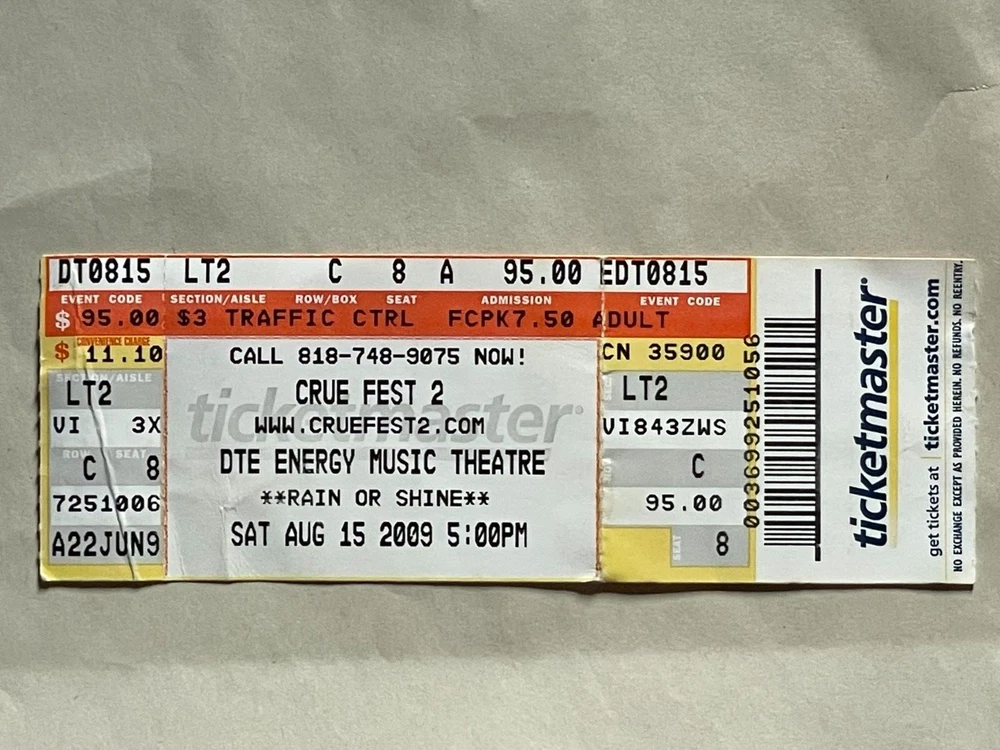 DT0815 LT2 C 8 A 95.00 EDT0815
EVENT CODE SECTION/AISLE ROW/BOX SEAT ADMISSION EVENT CODE
$ 95.00 $3 TRAFFIC CTRL FCPK7.50 ADULT
CONVENIENCE CHARGE
$ 11.10
SECTION/AISLE
LT2
VI 3X
ROW SEAT
C 8
7251006
A22JUN9
CALL 818-748-9075 NOW!
CRUE FEST 2
ticketmaster
WWW.CRUEFEST2.COM
DTE ENERGY MUSIC THEATRE
**RAIN OR SHINE**
SAT AUG 15 2009 5:00PM
CN 35900
LT2
VI843ZWS
C
95.00
SEAT
8
003699251056
ticketmaster
get tickets at ticketmaster.com
NO EXCHANGE EXCEPT AS PROVIDED HEREIN. NO REFUNDS. NO REENTRY.